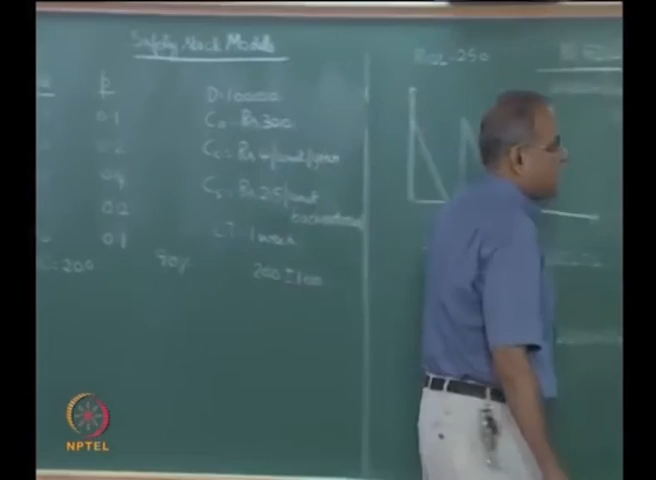 Safety stock Models
p
0.1
0.2
0.4
0.2
0.1
= 200
90%
D = 10000
Co = Rs 300
Cc = Rs 4/unit/year
Cs = Rs 25/unit
backordered
LT = 1 week
200 ± 100
ROL = 250
NPTEL